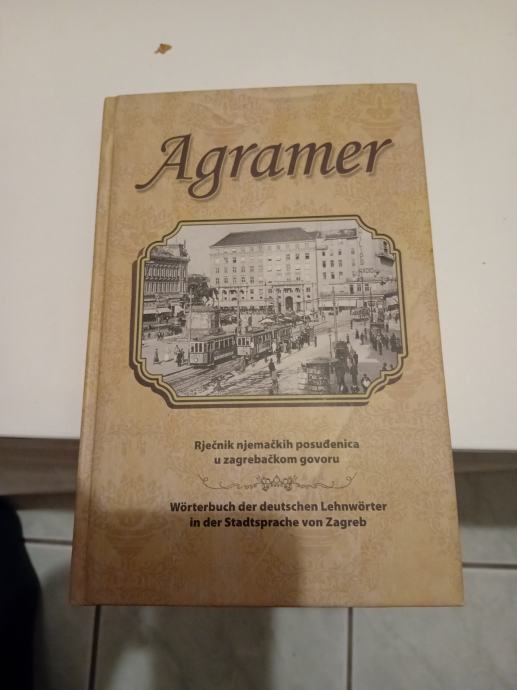 Agramer
Rječnik njemačkih posuđenica
u zagrebačkom govoru
Wörterbuch der deutschen Lehnwörter
in der Stadtsprache von Zagreb